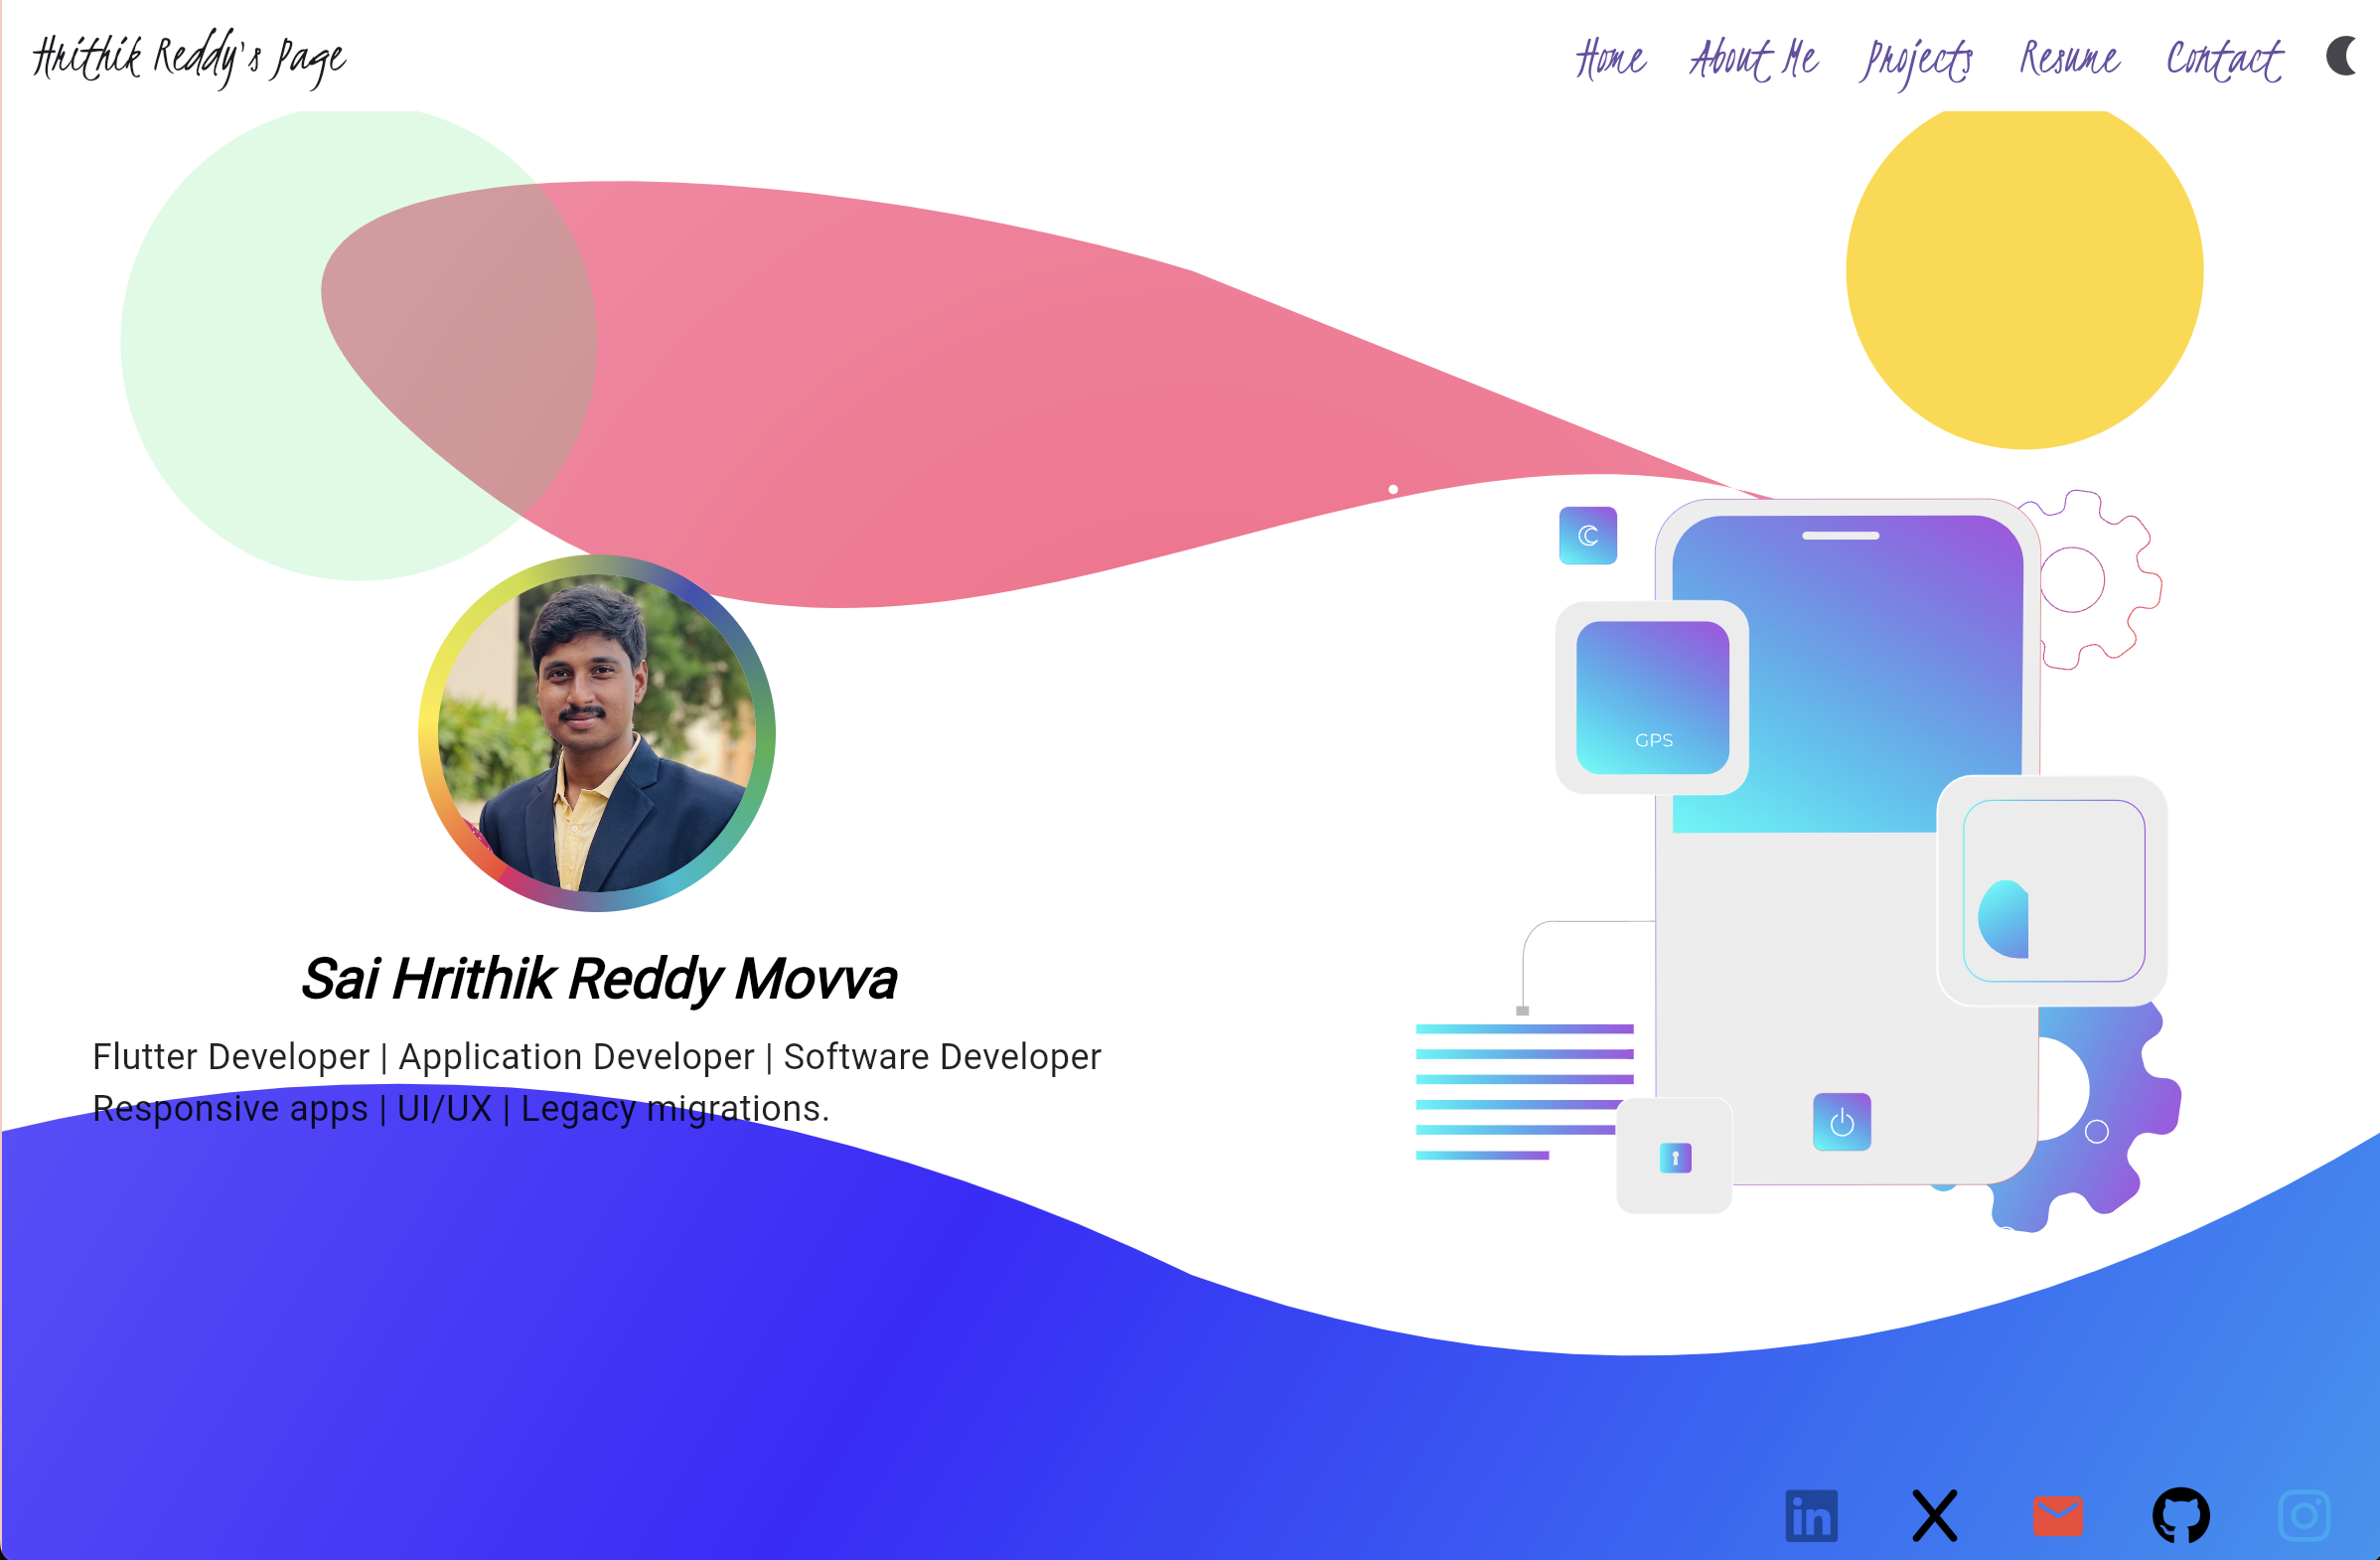 Hrithik Reddy's Page
Home About Me Projects Resume Contact
GPS
Sai Hrithik Reddy Movva
Flutter Developer | Application Developer | Software Developer
Responsive apps | UI/UX | Legacy migrations.
in